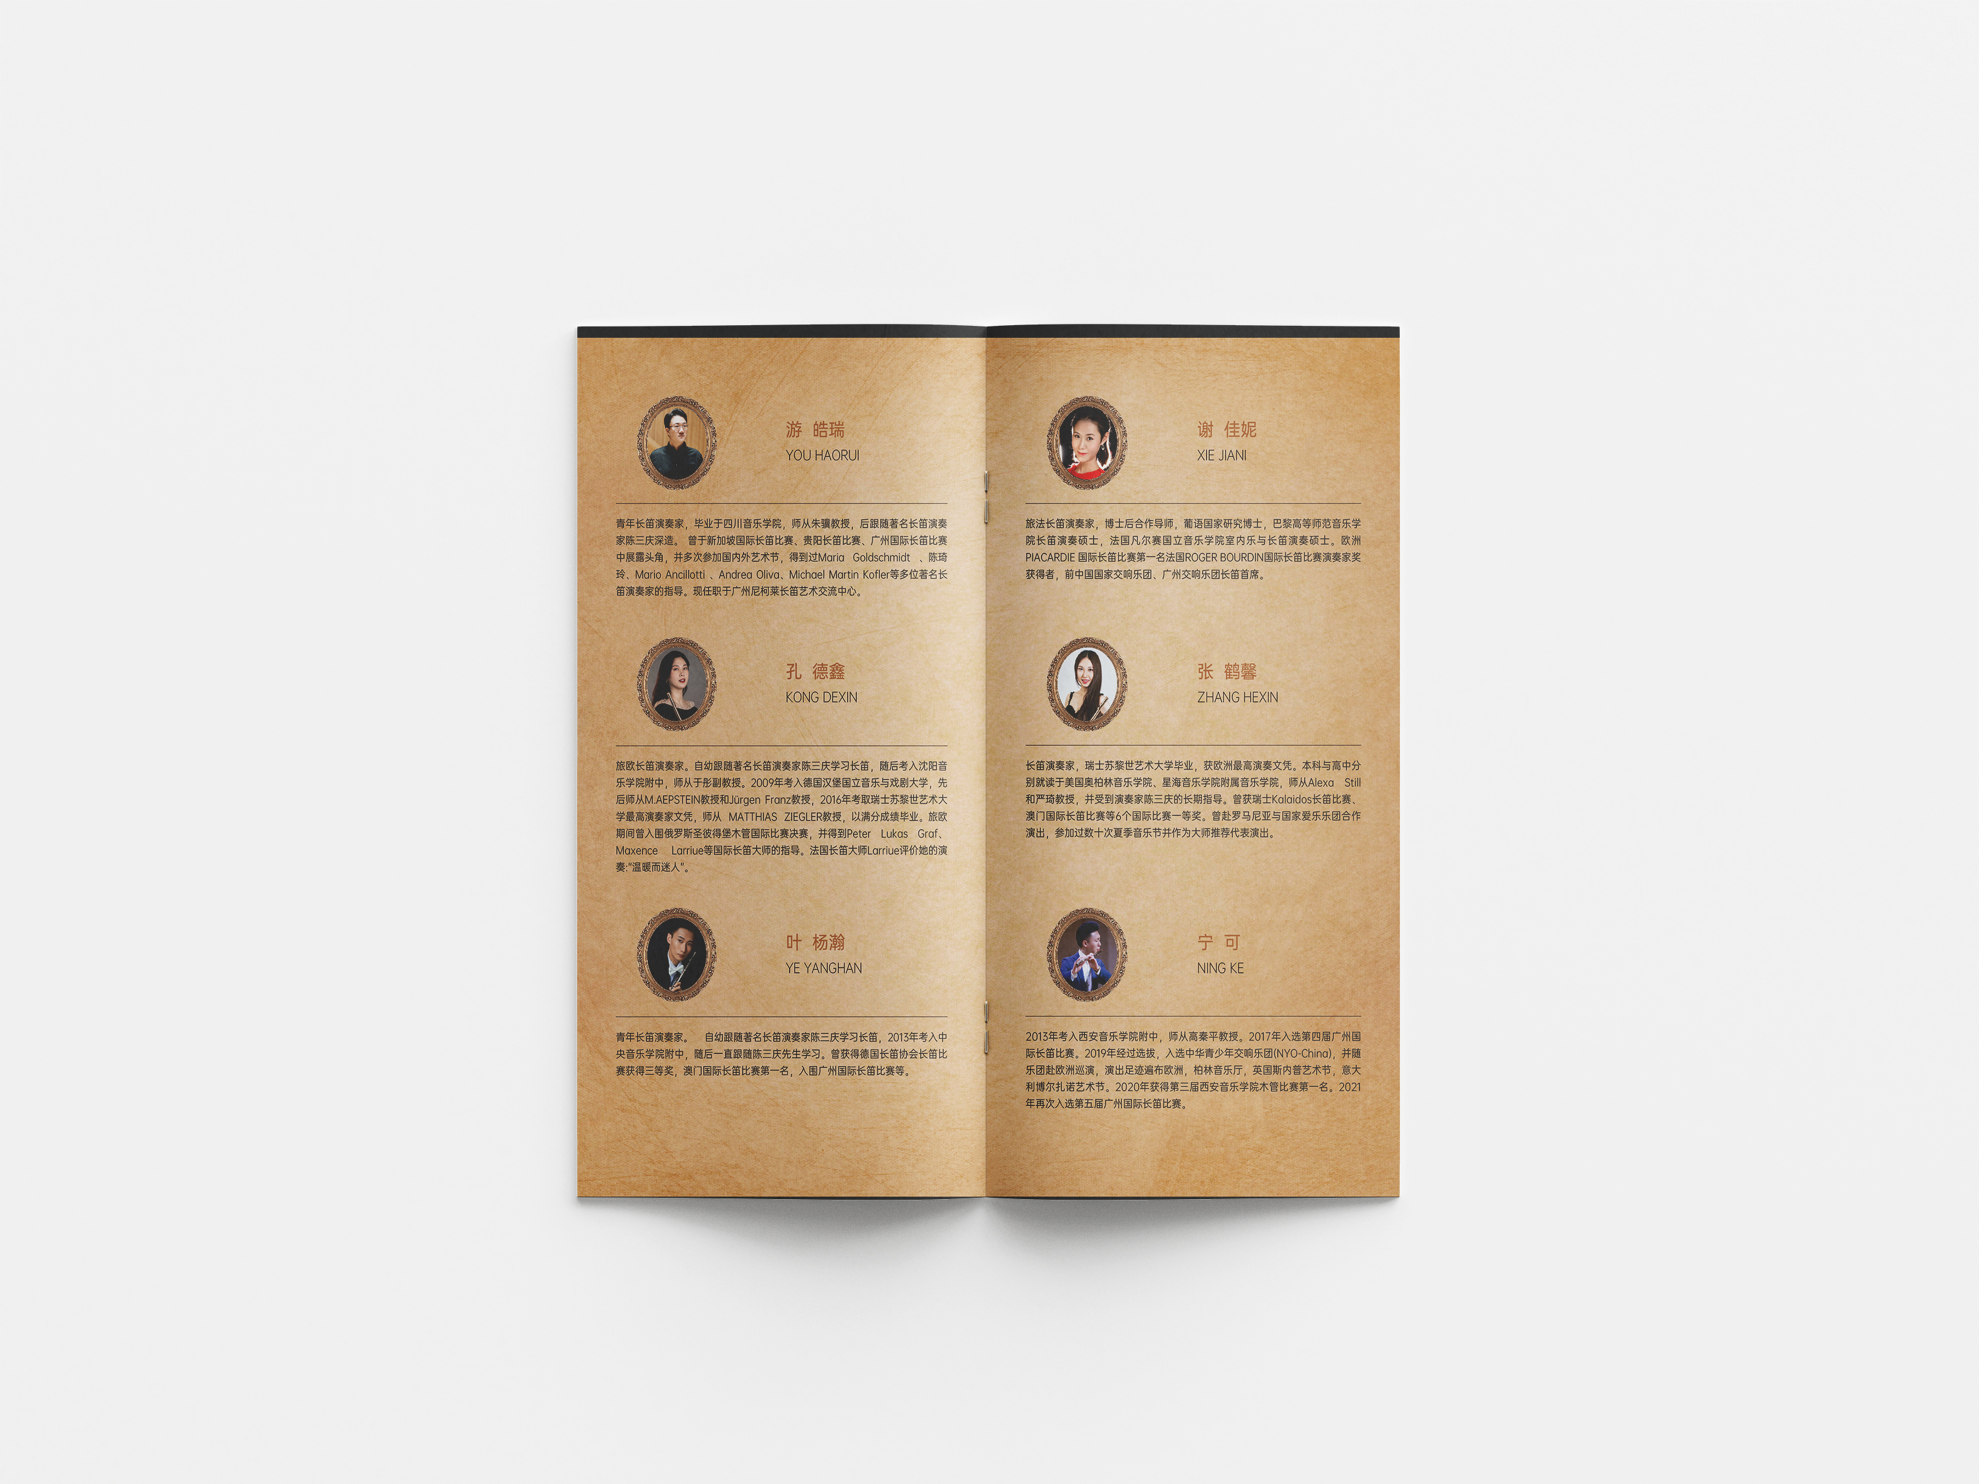 游 皓瑞
YOU HAORUI
青年长笛演奏家，毕业于四川音乐学院，师从朱骥教授，后跟随著名长笛演奏
家陈三庆深造。 曾于新加坡国际长笛比赛、贵阳长笛比赛、广州国际长笛比赛
中展露头角，并多次参加国内外艺术节，得到过Maria Goldschmidt 、陈琦
玲、Mario Ancillotti 、Andrea Oliva、Michael Martin Kofler等多位著名长
笛演奏家的指导。现任职于广州尼柯莱长笛艺术交流中心。
孔 德鑫
KONG DEXIN
旅欧长笛演奏家。自幼跟随著名长笛演奏家陈三庆学习长笛，随后考入沈阳音
乐学院附中，师从于彤副教授。2009年考入德国汉堡国立音乐与戏剧大学，先
后师从M.AEPSTEIN教授和Jürgen Franz教授，2016年考取瑞士苏黎世艺术大
学最高演奏家文凭，师从 MATTHIAS ZIEGLER教授，以满分成绩毕业。旅欧
期间曾入围俄罗斯圣彼得堡木管国际比赛决赛，并得到Peter Lukas Graf、
Maxence Larriue等国际长笛大师的指导。法国长笛大师Larriue评价她的演
奏:“温暖而迷人”。
叶 杨瀚
YE YANGHAN
青年长笛演奏家。 自幼跟随著名长笛演奏家陈三庆学习长笛，2013年考入中
央音乐学院附中，随后一直跟随陈三庆先生学习。曾获得德国长笛协会长笛比
赛获得三等奖，澳门国际长笛比赛第一名，入围广州国际长笛比赛等。
谢 佳妮
XIE JIANI
旅法长笛演奏家，博士后合作导师，葡语国家研究博士，巴黎高等师范音乐学
院长笛演奏硕士，法国凡尔赛国立音乐学院室内乐与长笛演奏硕士。欧洲
PIACARDIE 国际长笛比赛第一名法国ROGER BOURDIN国际长笛比赛演奏家奖
获得者，前中国国家交响乐团、广州交响乐团长笛首席。
张 鹤馨
ZHANG HEXIN
长笛演奏家，瑞士苏黎世艺术大学毕业，获欧洲最高演奏文凭。本科与高中分
别就读于美国奥柏林音乐学院、星海音乐学院附属音乐学院，师从Alexa Still
和严琦教授，并受到演奏家陈三庆的长期指导。曾获瑞士Kalaidos长笛比赛、
澳门国际长笛比赛等6个国际比赛一等奖。曾赴罗马尼亚与国家爱乐乐团合作
演出，参加过数十次夏季音乐节并作为大师推荐代表演出。
宁 可
NING KE
2013年考入西安音乐学院附中，师从高秦平教授。2017年入选第四届广州国
际长笛比赛。2019年经过选拔，入选中华青少年交响乐团(NYO-China)，并随
乐团赴欧洲巡演，演出足迹遍布欧洲，柏林音乐厅，英国斯内普艺术节，意大
利博尔扎诺艺术节。2020年获得第三届西安音乐学院木管比赛第一名。2021
年再次入选第五届广州国际长笛比赛。